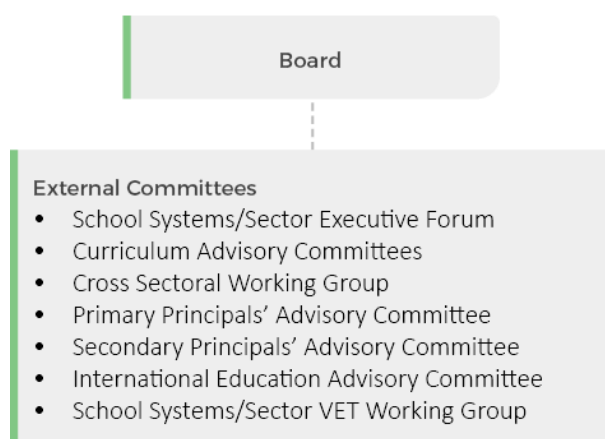 Board
External Committees
• School Systems/Sector Executive Forum
• Curriculum Advisory Committees
• Cross Sectoral Working Group
• Primary Principals’ Advisory Committee
• Secondary Principals’ Advisory Committee
• International Education Advisory Committee
• School Systems/Sector VET Working Group